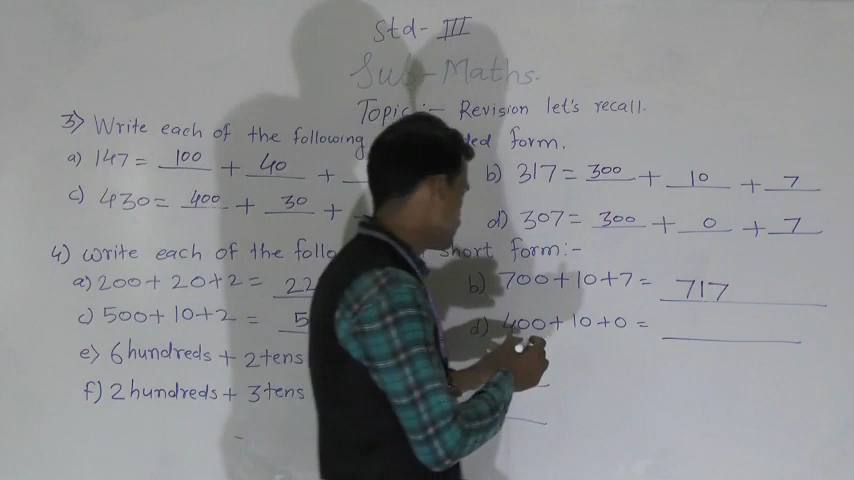 Std- III
Sub-Maths.
Topic :- Revision let's recall.
3) Write each of the following ded form.
a) 147 = 100 + 40 +
b) 317 = 300 + 10 + 7
c) 430 = 400 + 30 +
d) 307 = 300 + 0 + 7
4) write each of the follo short form:-
a) 200 + 20 + 2 = 22
b) 700 + 10 + 7 = 717
c) 500 + 10 + 2 = 5
d) 400 + 10 + 0 =
e) 6 hundreds + 2 tens
f) 2 hundreds + 3 tens